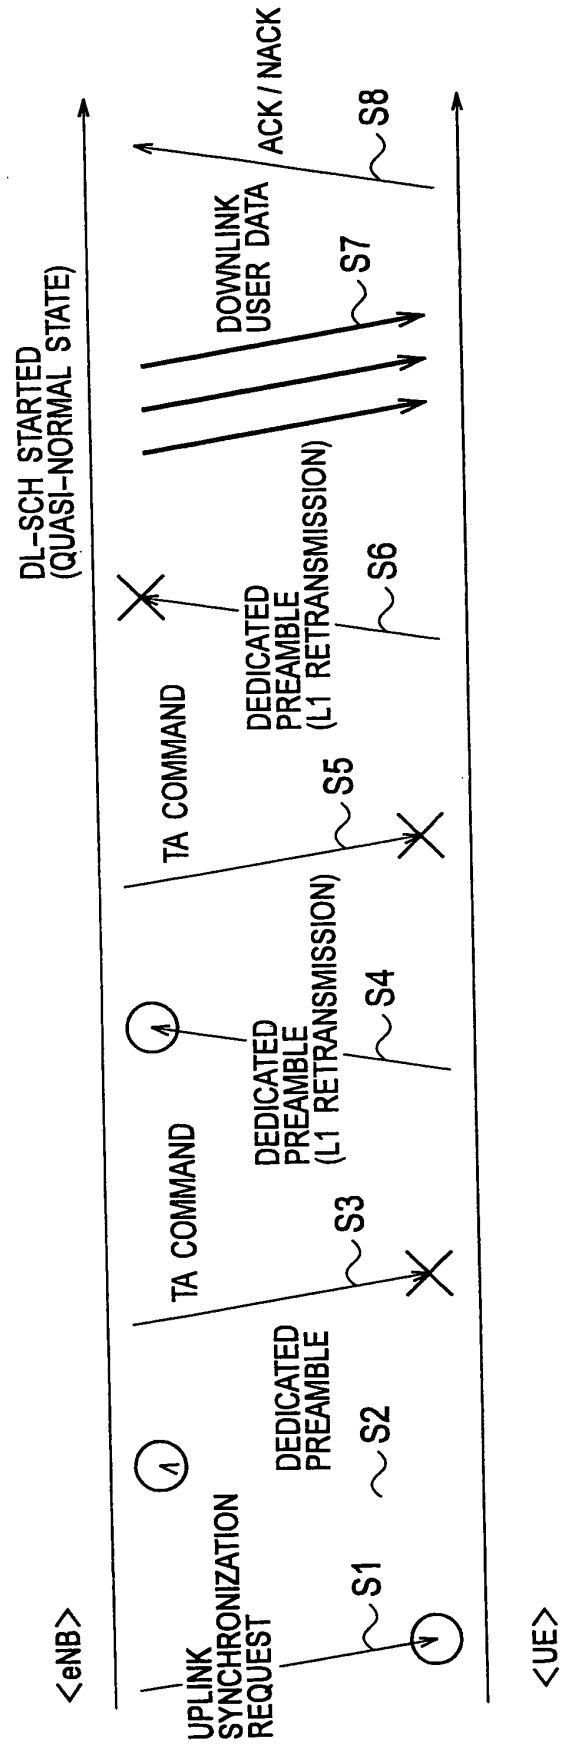 <eNB>
UPLINK
SYNCHRONIZATION
REQUEST
S1
DEDICATED
PREAMBLE
S2
TA COMMAND
S3
DEDICATED
PREAMBLE
(L1 RETRANSMISSION)
S4
TA COMMAND
S5
DEDICATED
PREAMBLE
(L1 RETRANSMISSION)
S6
DL-SCH STARTED
(QUASI-NORMAL STATE)
DOWNLINK
USER DATA
S7
ACK / NACK
S8
<UE>